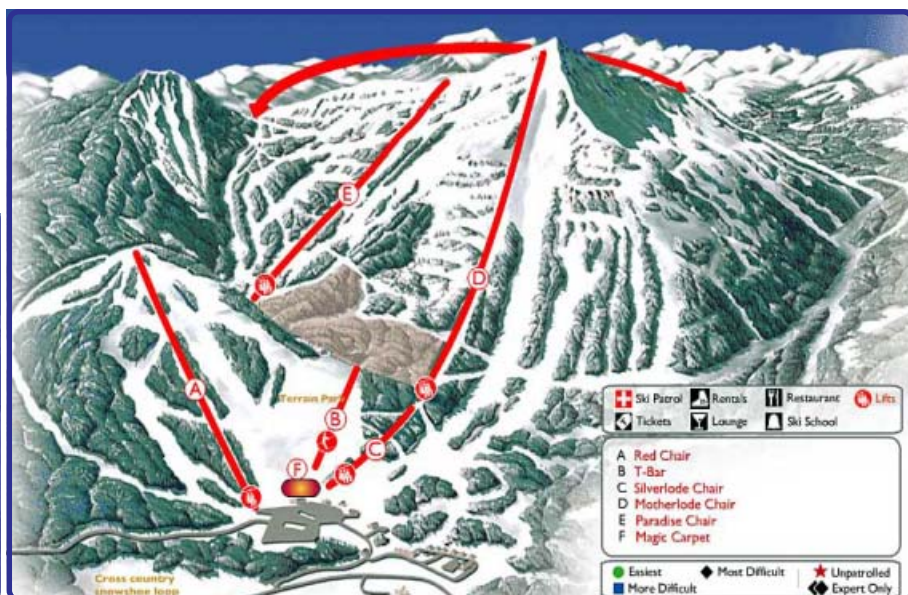 E
D
A
Terrain Park
B
C
F
Ski Patrol Rentals Restaurant Lifts
Tickets Lounge Ski School
A Red Chair
B T-Bar
C Silverlode Chair
D Motherlode Chair
E Paradise Chair
F Magic Carpet
Easiest Most Difficult Unpatrolled
More Difficult Expert Only
Cross country
snowshoe loop